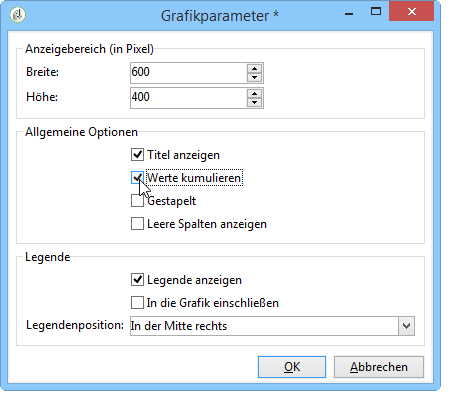 Grafikparameter *
Anzeigebereich (in Pixel)
Breite: 600
Höhe: 400
Allgemeine Optionen
Titel anzeigen
Werte kumulieren
Gestapelt
Leere Spalten anzeigen
Legende
Legende anzeigen
In die Grafik einschließen
Legendenposition: In der Mitte rechts
OK Abbrechen